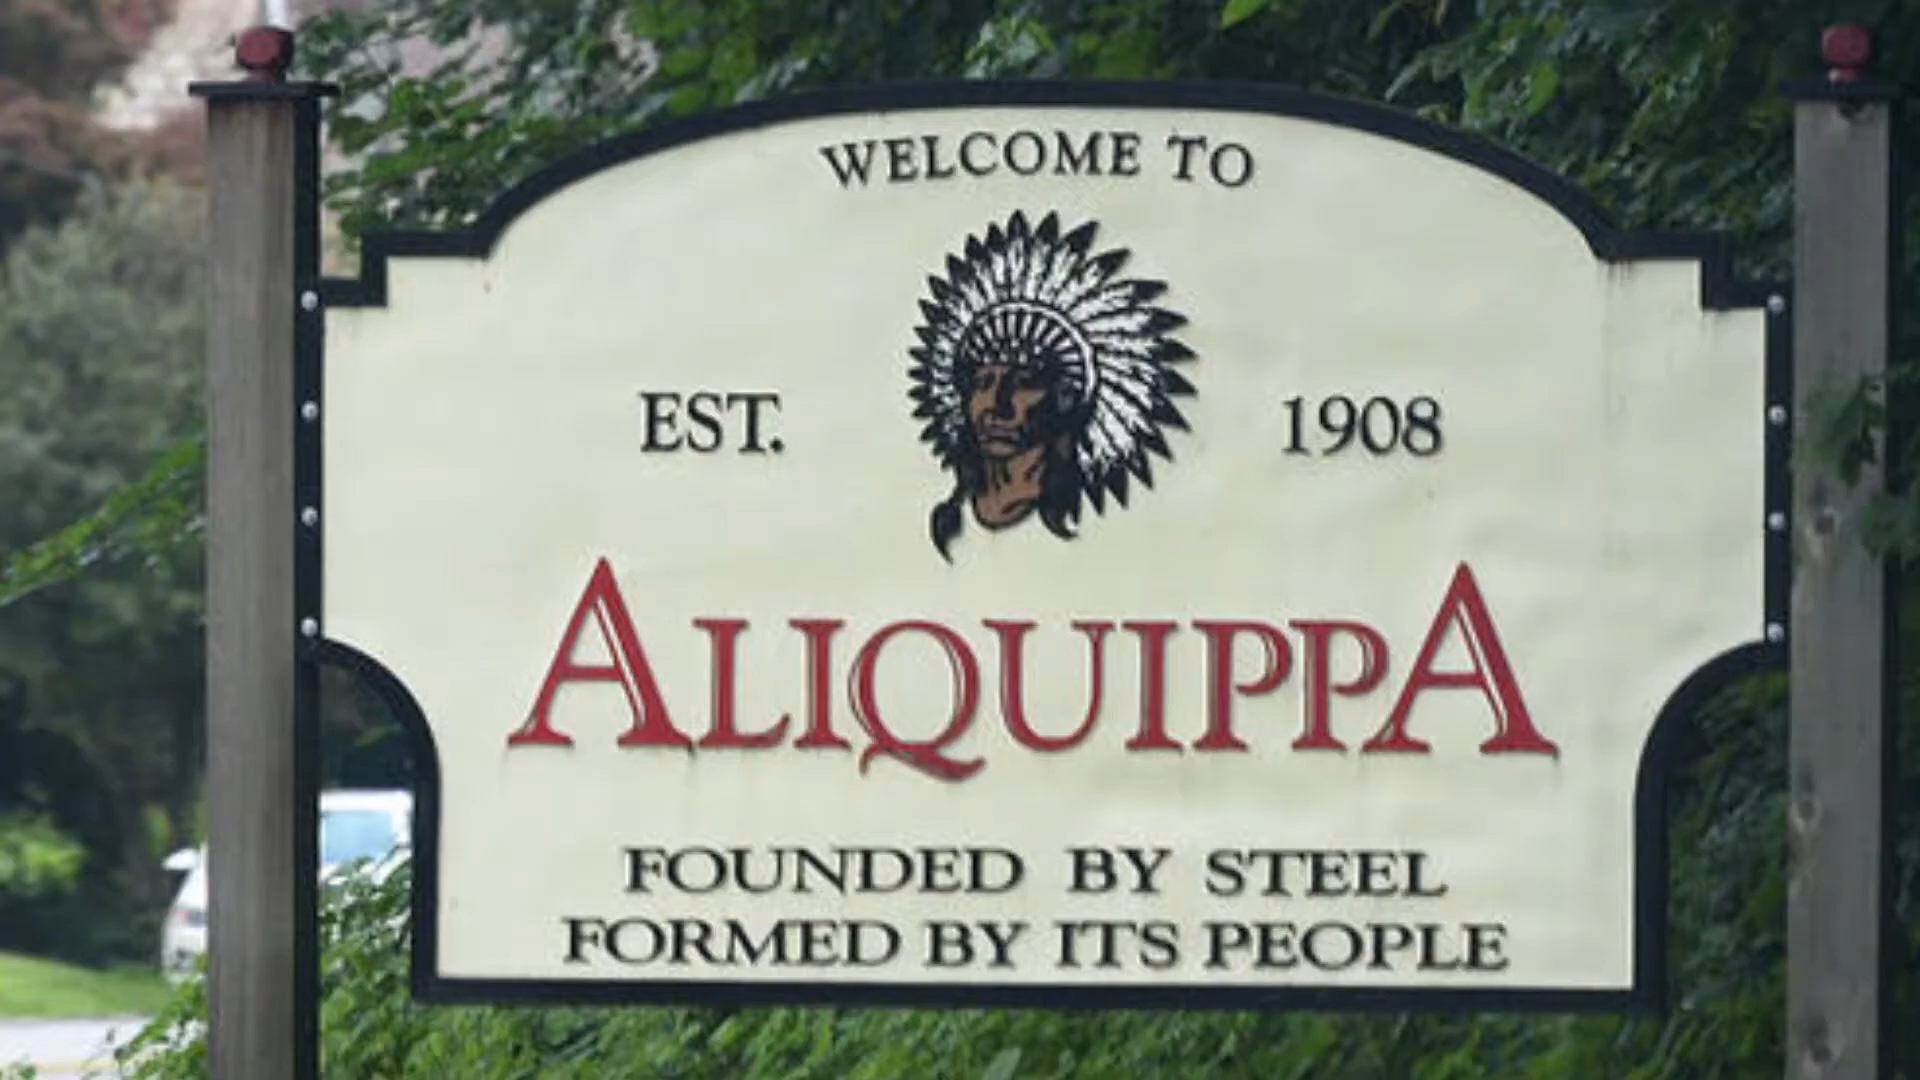 WELCOME TO
EST. 1908
ALIQUIPPA
FOUNDED BY STEEL
FORMED BY ITS PEOPLE